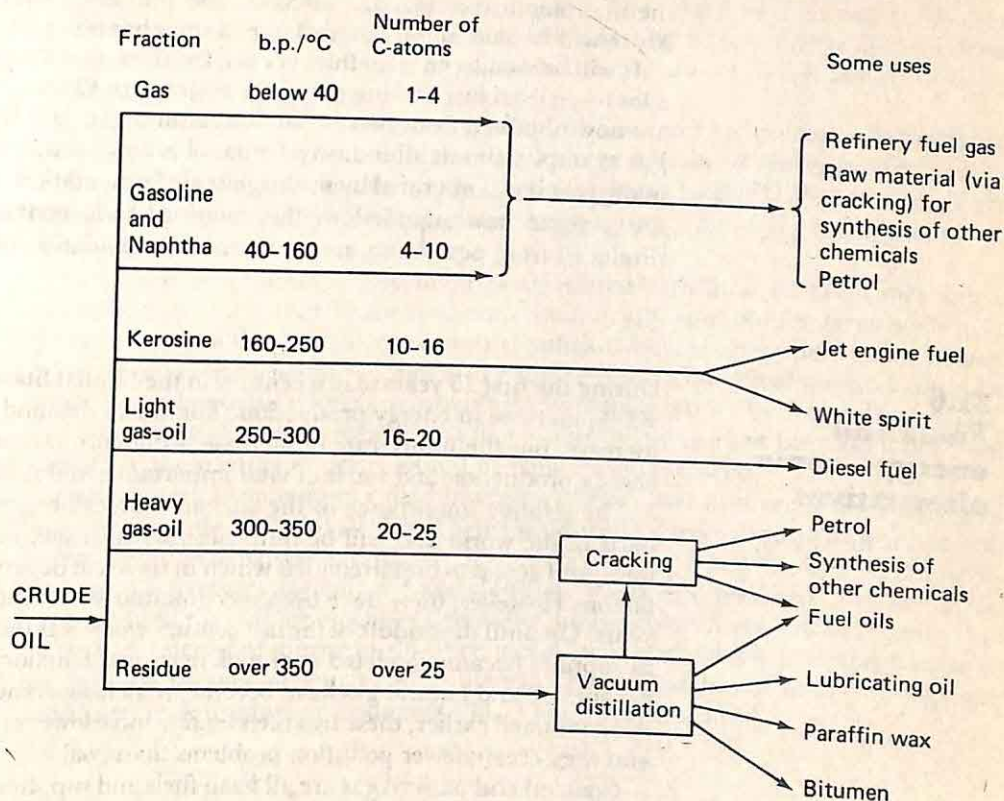 Fraction b.p./°C Number of C-atoms
Some uses
Gas below 40 1–4
Gasoline
and
Naphtha 40–160 4–10
Refinery fuel gas
Raw material (via
cracking) for
synthesis of other
chemicals
Petrol
Kerosine 160–250 10–16
Jet engine fuel
White spirit
Light
gas-oil 250–300 16–20
Diesel fuel
Heavy
gas-oil 300–350 20–25
CRUDE
OIL
Residue over 350 over 25
Cracking
Petrol
Synthesis of
other chemicals
Fuel oils
Vacuum
distillation
Lubricating oil
Paraffin wax
Bitumen